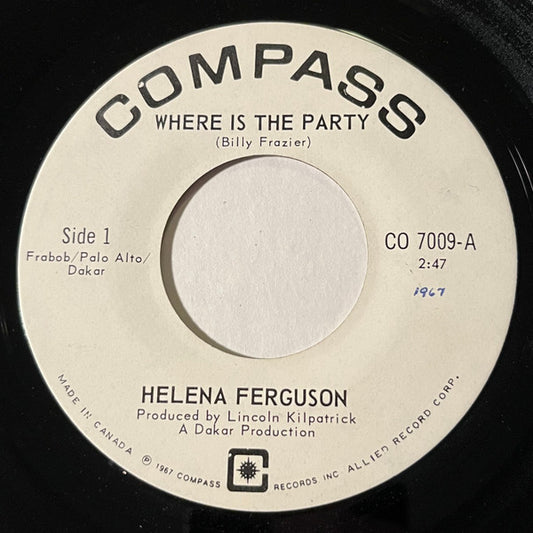 COMPASS
WHERE IS THE PARTY
(Billy Frazier)
Side 1
Frabob/Palo Alto/
Dakar
CO 7009-A
2:47
1967
HELENA FERGUSON
Produced by Lincoln Kilpatrick
A Dakar Production
MADE IN CANADA
℗ 1967 COMPASS RECORDS INC ALLIED RECORD CORP.
C